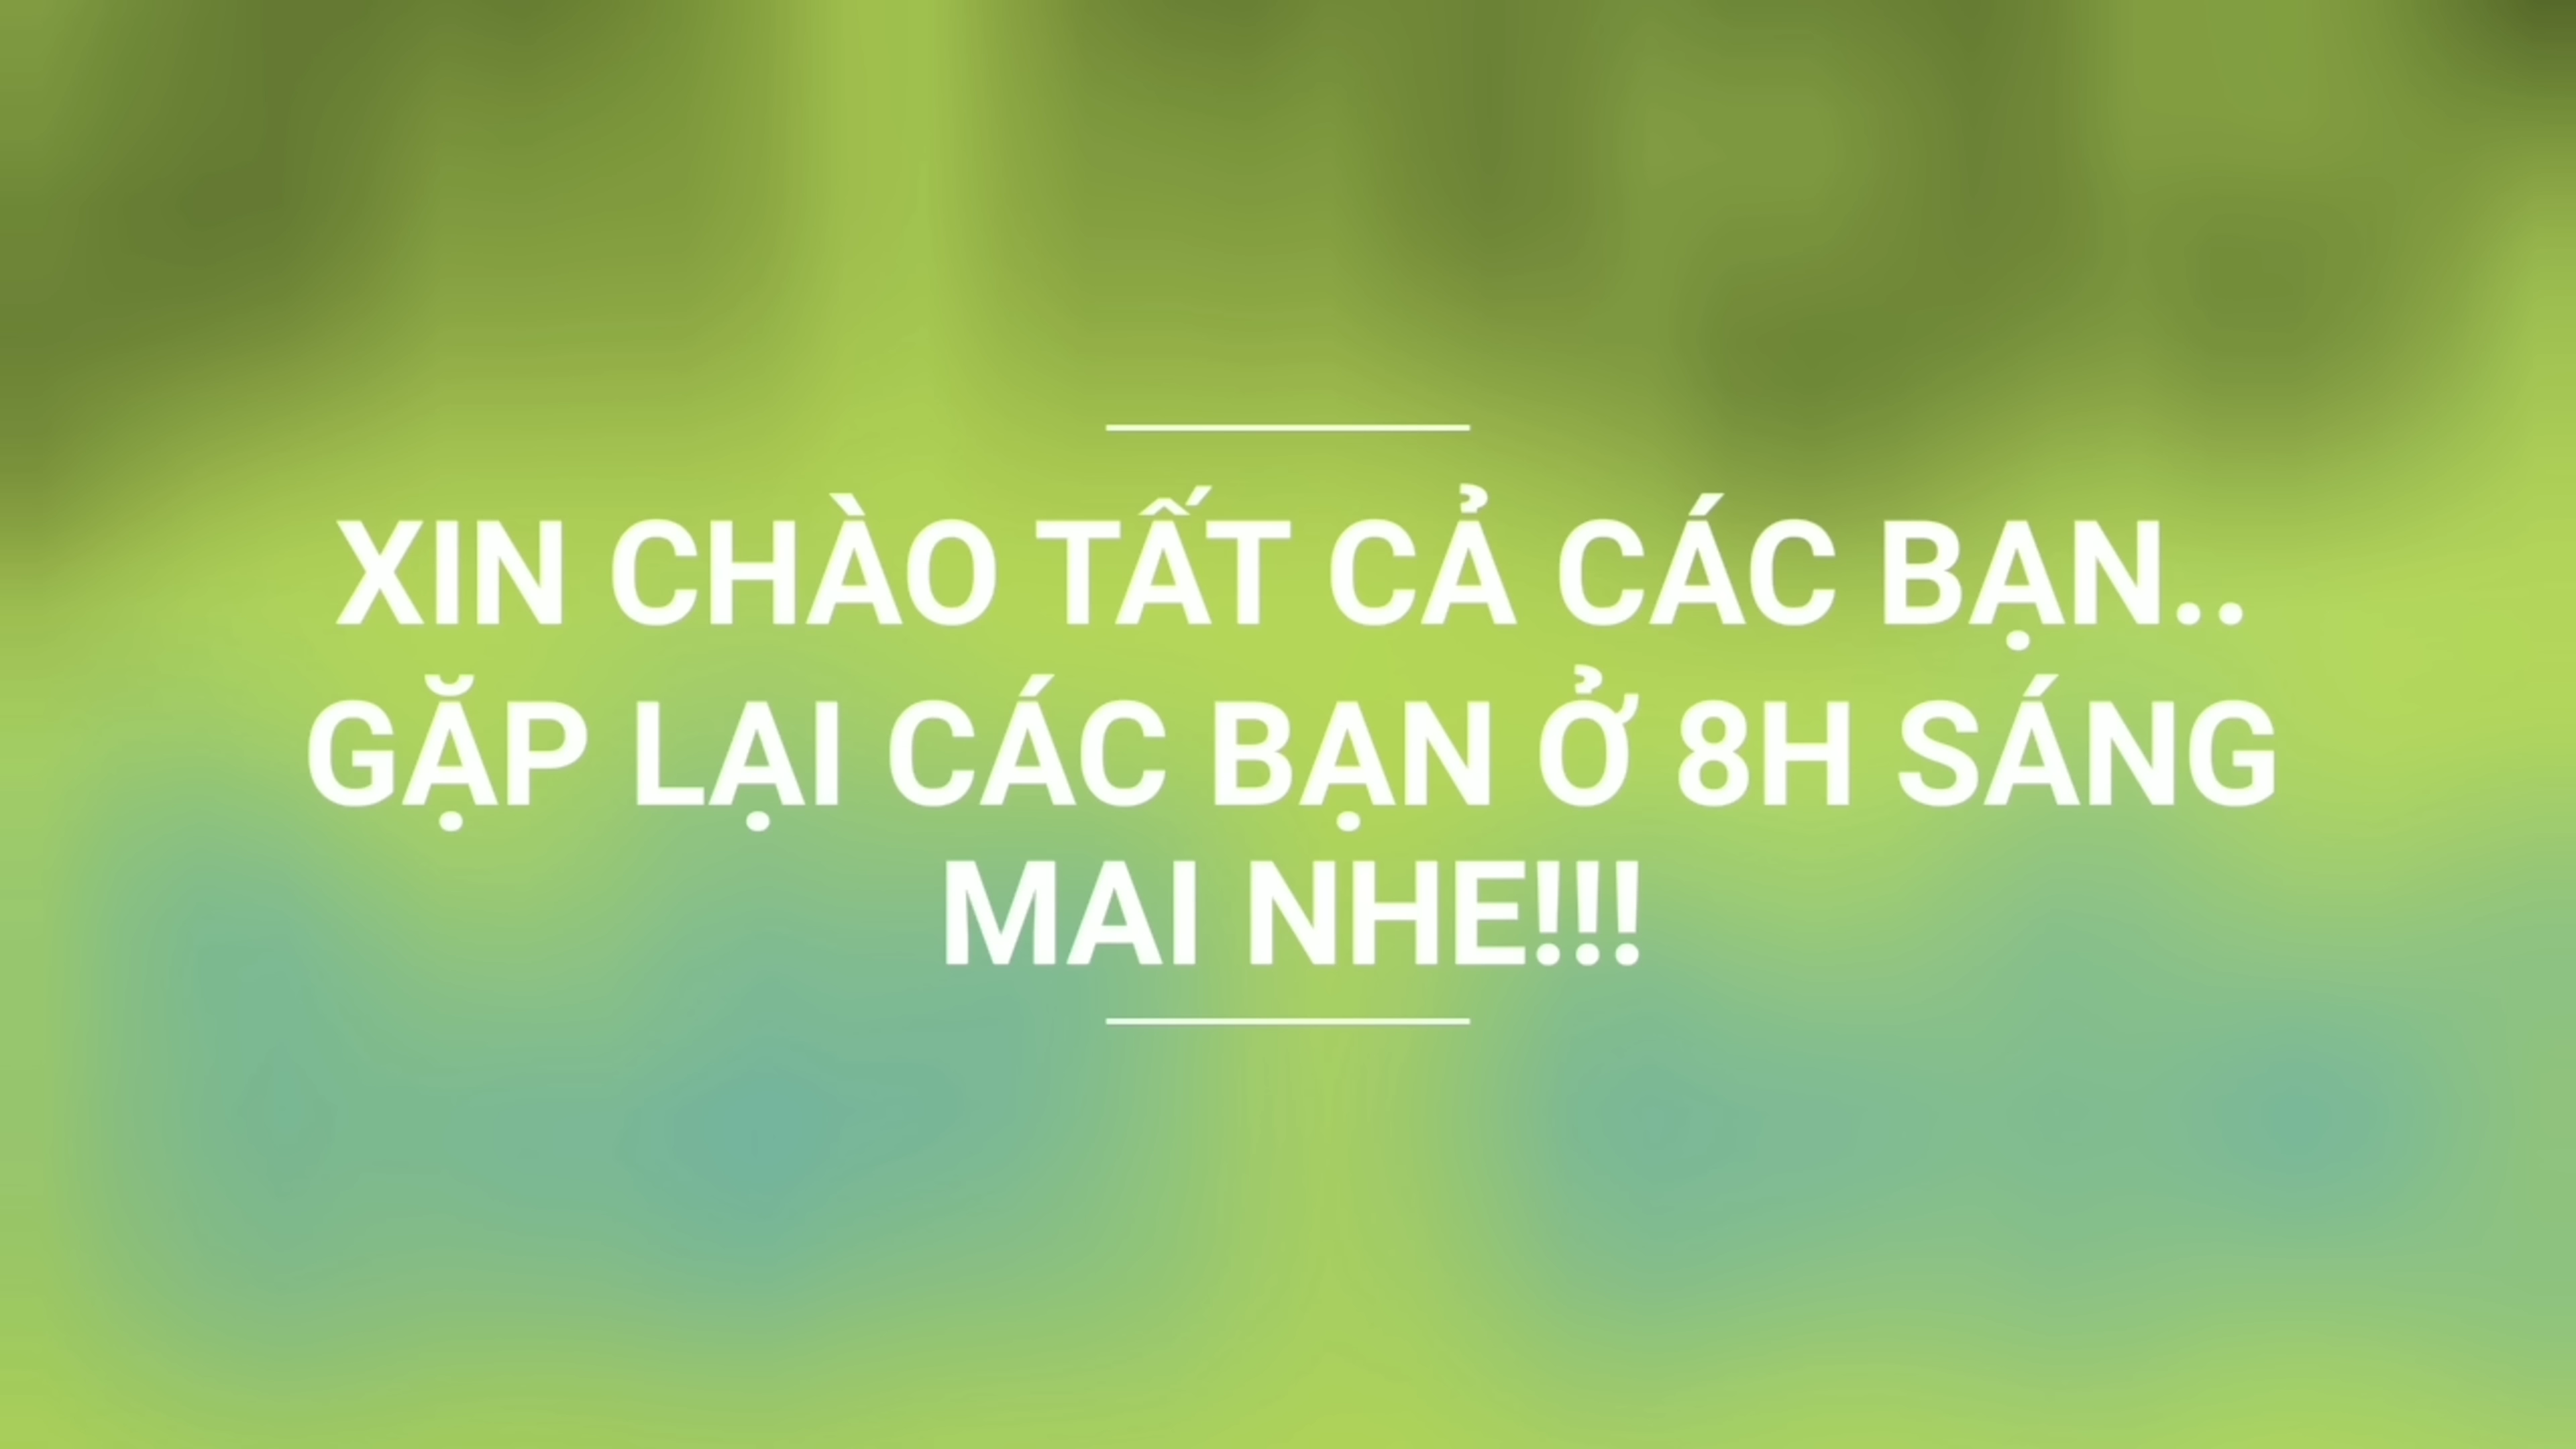 XIN CHÀO TẤT CẢ CÁC BẠN..
GẶP LẠI CÁC BẠN Ở 8H SÁNG
MAI NHE!!!